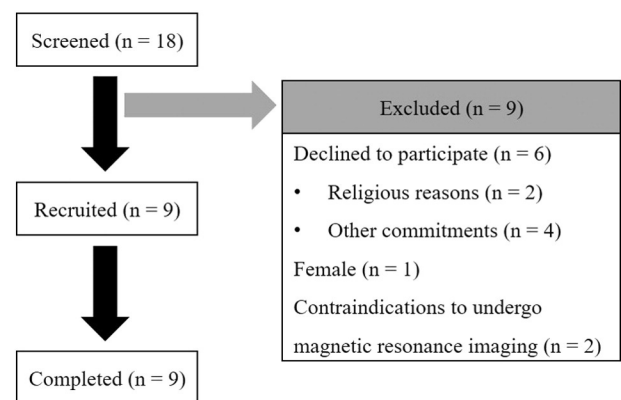 Screened (n = 18)
Excluded (n = 9)
Declined to participate (n = 6)
• Religious reasons (n = 2)
• Other commitments (n = 4)
Female (n = 1)
Contraindications to undergo
magnetic resonance imaging (n = 2)
Recruited (n = 9)
Completed (n = 9)